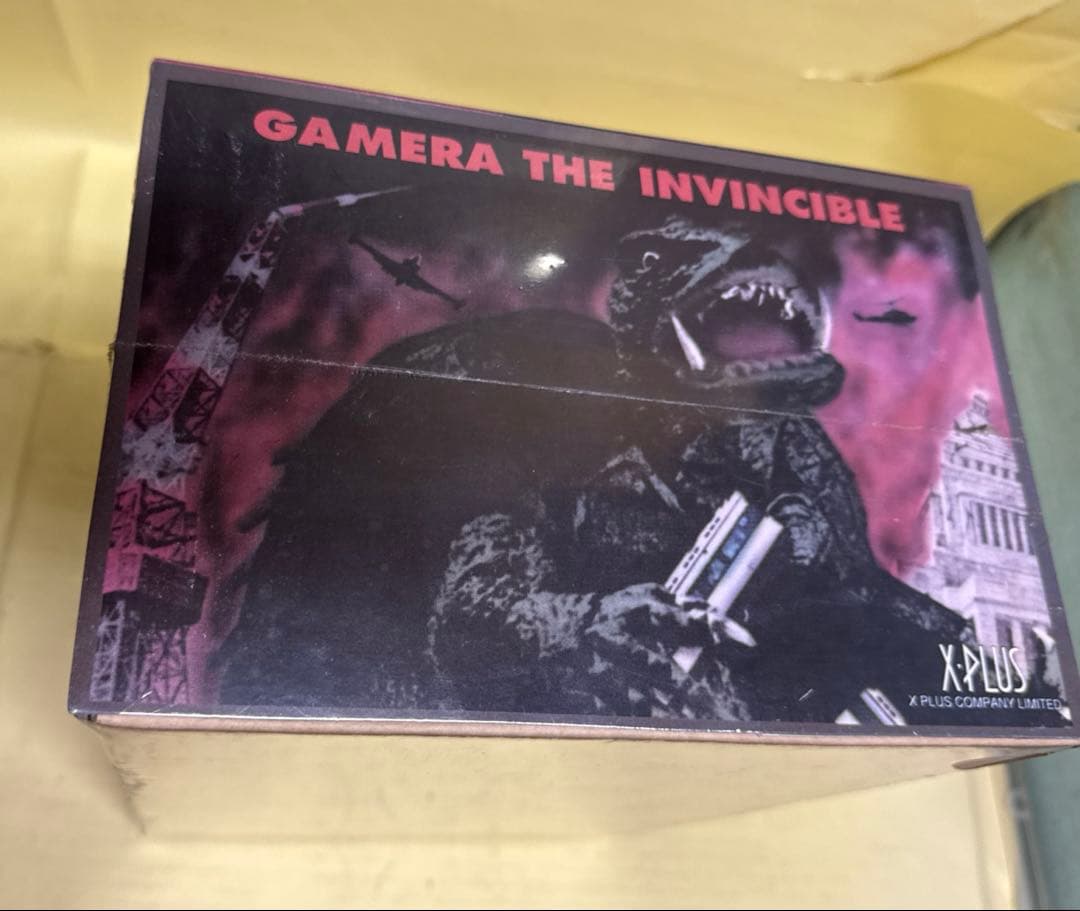 GAMERA THE INVINCIBLE
X·PLUS
X PLUS COMPANY LIMITED